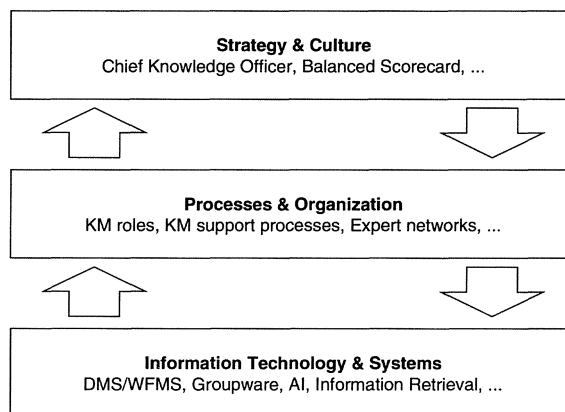 Strategy & Culture
Chief Knowledge Officer, Balanced Scorecard, ...
Processes & Organization
KM roles, KM support processes, Expert networks, ...
Information Technology & Systems
DMS/WFMS, Groupware, AI, Information Retrieval, ...